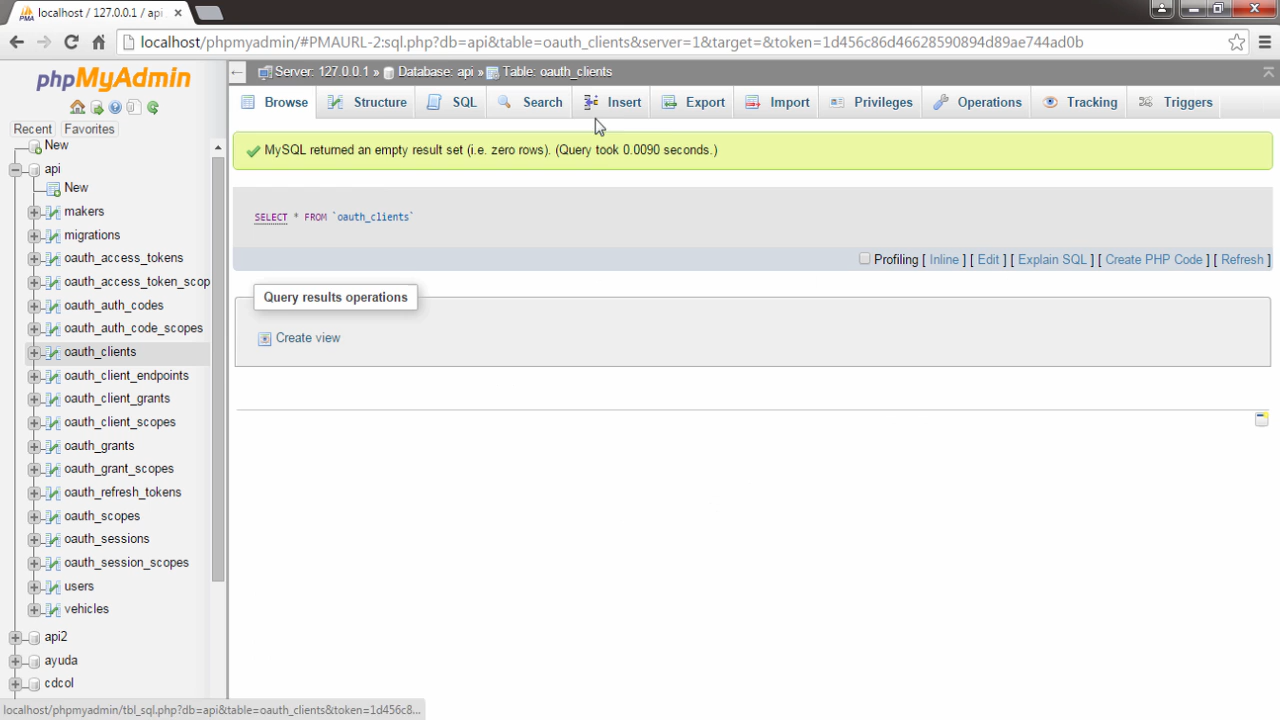 localhost / 127.0.0.1 / api
localhost/phpmyadmin/#PMAURL-2:sql.php?db=api&table=oauth_clients&server=1&target=&token=1d456c86d46628590894d89ae744ad0b
phpMyAdmin
Recent Favorites
New
api
New
makers
migrations
oauth_access_tokens
oauth_access_token_scop
oauth_auth_codes
oauth_auth_code_scopes
oauth_clients
oauth_client_endpoints
oauth_client_grants
oauth_client_scopes
oauth_grants
oauth_grant_scopes
oauth_refresh_tokens
oauth_scopes
oauth_sessions
oauth_session_scopes
users
vehicles
api2
ayuda
cdcol
Server: 127.0.0.1 » Database: api » Table: oauth_clients
Browse Structure SQL Search Insert Export Import Privileges Operations Tracking Triggers
MySQL returned an empty result set (i.e. zero rows). (Query took 0.0090 seconds.)
SELECT * FROM `oauth_clients`
Profiling [ Inline ] [ Edit ] [ Explain SQL ] [ Create PHP Code ] [ Refresh ]
Query results operations
Create view
localhost/phpmyadmin/tbl_sql.php?db=api&table=oauth_clients&token=1d456c8...